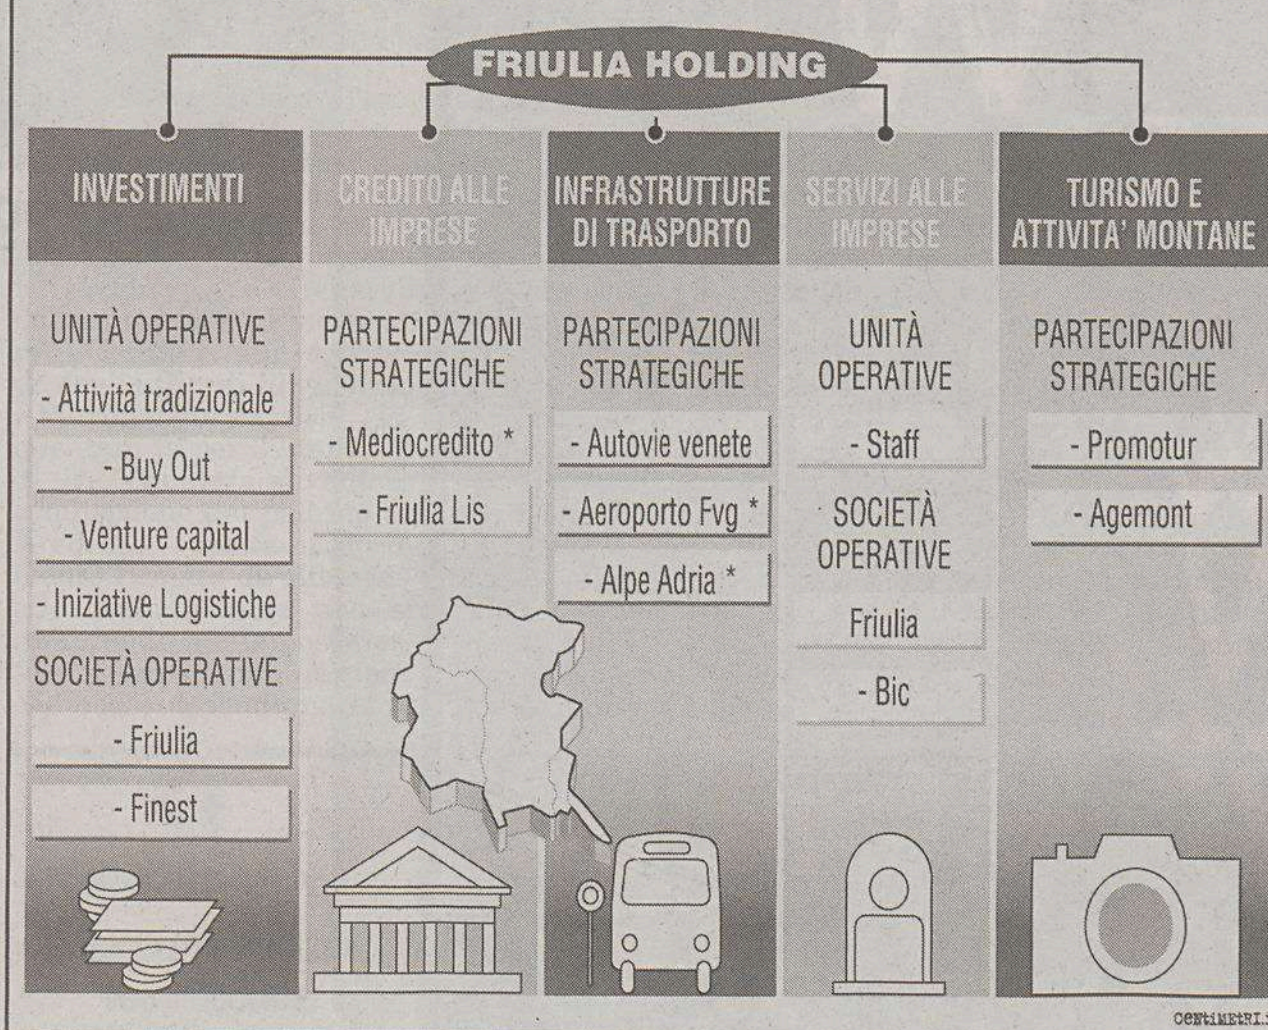 FRIULIA HOLDING
INVESTIMENTI
UNITÀ OPERATIVE
- Attività tradizionale
- Buy Out
- Venture capital
- Iniziative Logistiche
SOCIETÀ OPERATIVE
- Friulia
- Finest
CREDITO ALLE
IMPRESE
PARTECIPAZIONI
STRATEGICHE
- Mediocredito *
- Friulia Lis
INFRASTRUTTURE
DI TRASPORTO
PARTECIPAZIONI
STRATEGICHE
- Autovie venete
- Aeroporto Fvg *
- Alpe Adria *
SERVIZI ALLE
IMPRESE
UNITÀ
OPERATIVE
- Staff
SOCIETÀ
OPERATIVE
Friulia
- Bic
TURISMO E
ATTIVITA' MONTANE
PARTECIPAZIONI
STRATEGICHE
- Promotur
- Agemont
CENTIMETRI.i